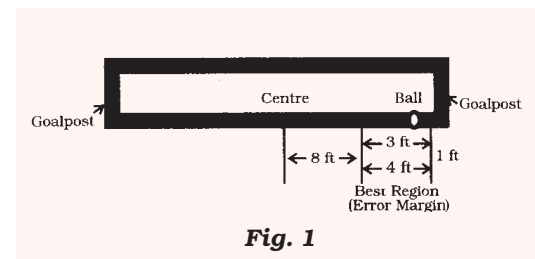 Centre Ball
Goalpost Goalpost
3 ft
8 ft 1 ft
4 ft
Best Region
(Error Margin)
Fig. 1